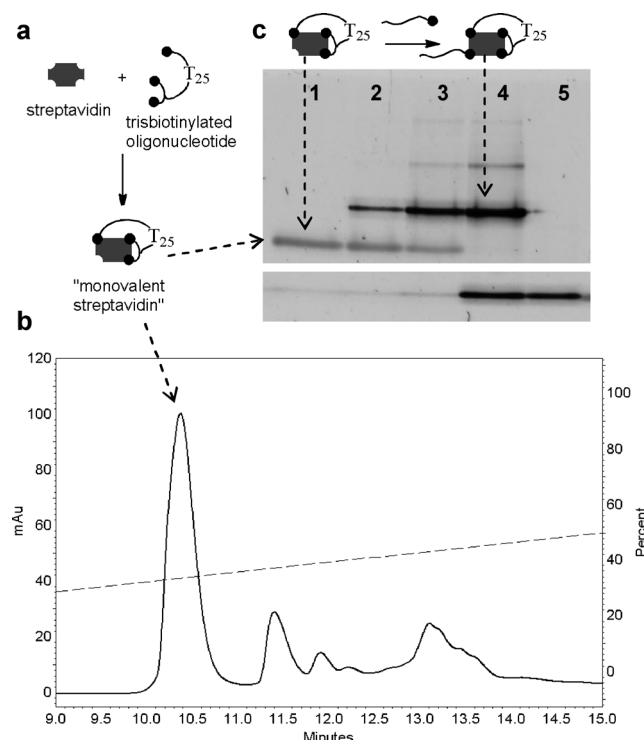 a
c
T25
T25
T25
+
T25
streptavidin
trisbiotinylated
oligonucleotide
1 2 3 4 5
T25
"monovalent
streptavidin"
b
120
100
80
60
40
20
0
mAu
100
80
60
40
20
0
Percent
9.0 9.5 10.0 10.5 11.0 11.5 12.0 12.5 13.0 13.5 14.0 14.5 15.0
Minutes